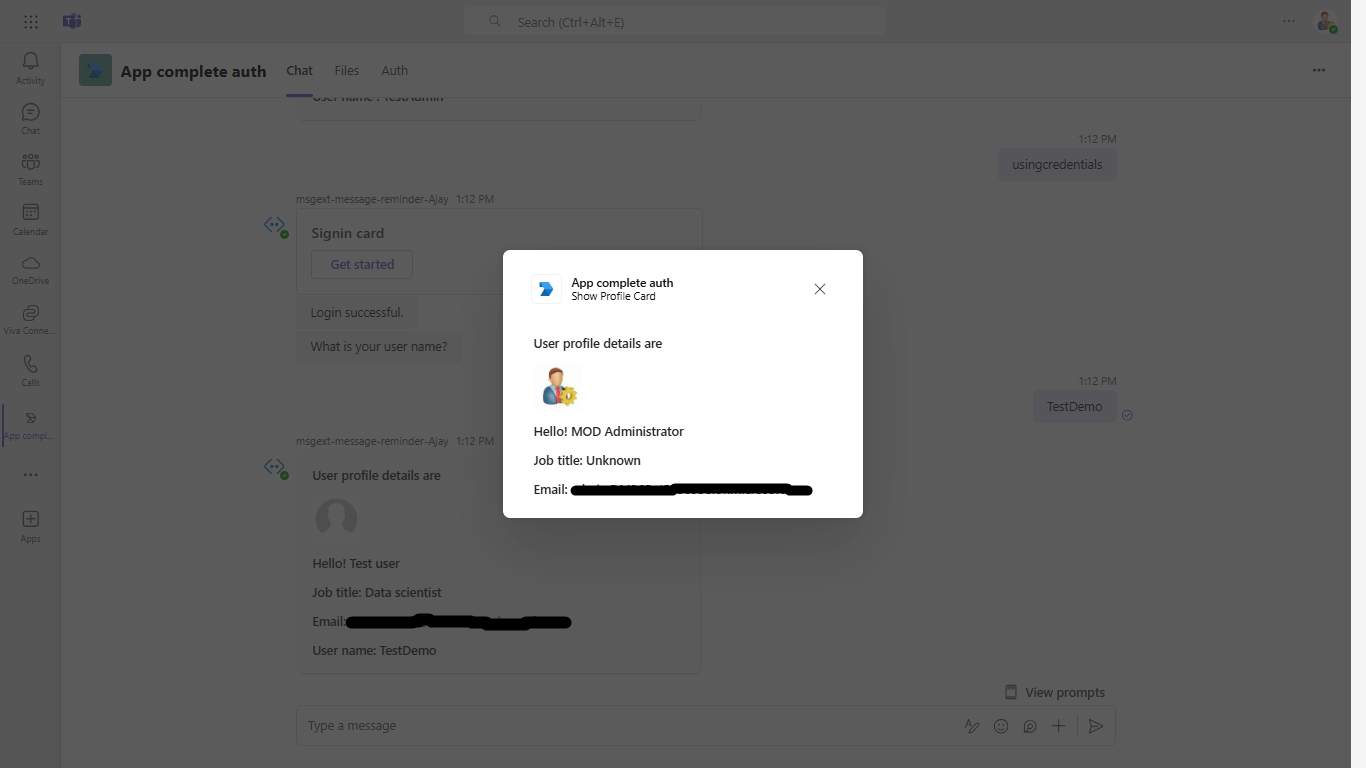 Search (Ctrl+Alt+E)
Activity
Chat
Teams
Calendar
OneDrive
Viva Conne...
Calls
App compl...
Apps
App complete auth
Chat
Files
Auth
User name : TestAdmin
1:12 PM
usingcredentials
msgext-message-reminder-Ajay 1:12 PM
Signin card
Get started
Login successful.
What is your user name?
1:12 PM
TestDemo
msgext-message-reminder-Ajay 1:12 PM
User profile details are
Hello! Test user
Job title: Data scientist
Email:
User name: TestDemo
View prompts
Type a message
App complete auth
Show Profile Card
User profile details are
Hello! MOD Administrator
Job title: Unknown
Email: